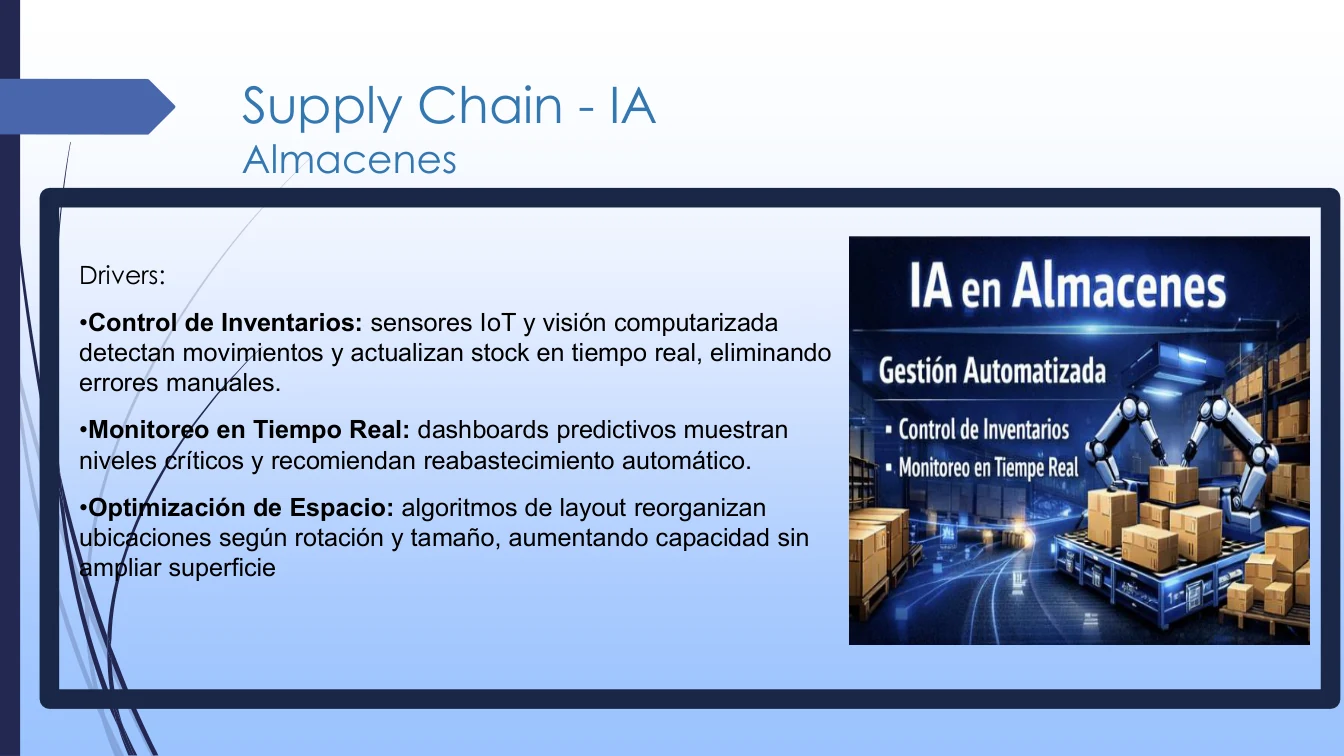 Supply Chain - IA
Almacenes
Drivers:
•Control de Inventarios: sensores IoT y visión computarizada
detectan movimientos y actualizan stock en tiempo real, eliminando
errores manuales.
•Monitoreo en Tiempo Real: dashboards predictivos muestran
niveles críticos y recomiendan reabastecimiento automático.
•Optimización de Espacio: algoritmos de layout reorganizan
ubicaciones según rotación y tamaño, aumentando capacidad sin
ampliar superficie
IA en Almacenes
Gestión Automatizada
▪ Control de Inventarios
▪ Monitoreo en Tiempe Real